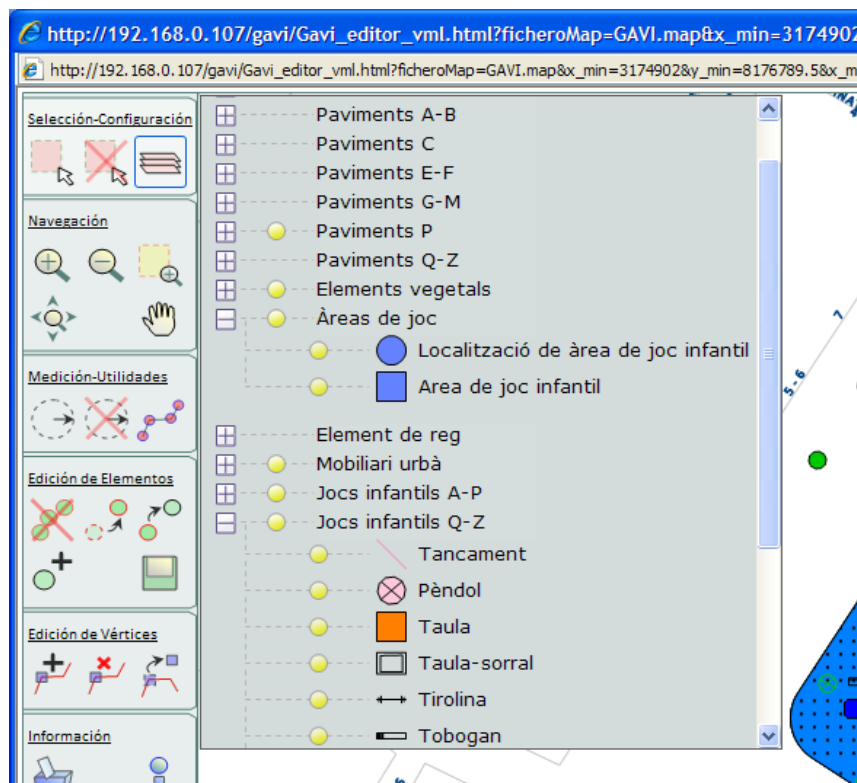 http://192.168.0.107/gavi/Gavi_editor_vml.html?ficheroMap=GAVI.map&x_min=3174902
http://192.168.0.107/gavi/Gavi_editor_vml.html?ficheroMap=GAVI.map&x_min=3174902&y_min=8176789.5&x_m
Selección-Configuración
Navegación
Medición-Utilidades
Edición de Elementos
Edición de Vértices
Información
Paviments A-B
Paviments C
Paviments E-F
Paviments G-M
Paviments P
Paviments Q-Z
Elements vegetals
Àreas de joc
Localització de àrea de joc infantil
Area de joc infantil
Element de reg
Mobiliari urbà
Jocs infantils A-P
Jocs infantils Q-Z
Tancament
Pèndol
Taula
Taula-sorral
Tirolina
Tobogan
7
5 - 6